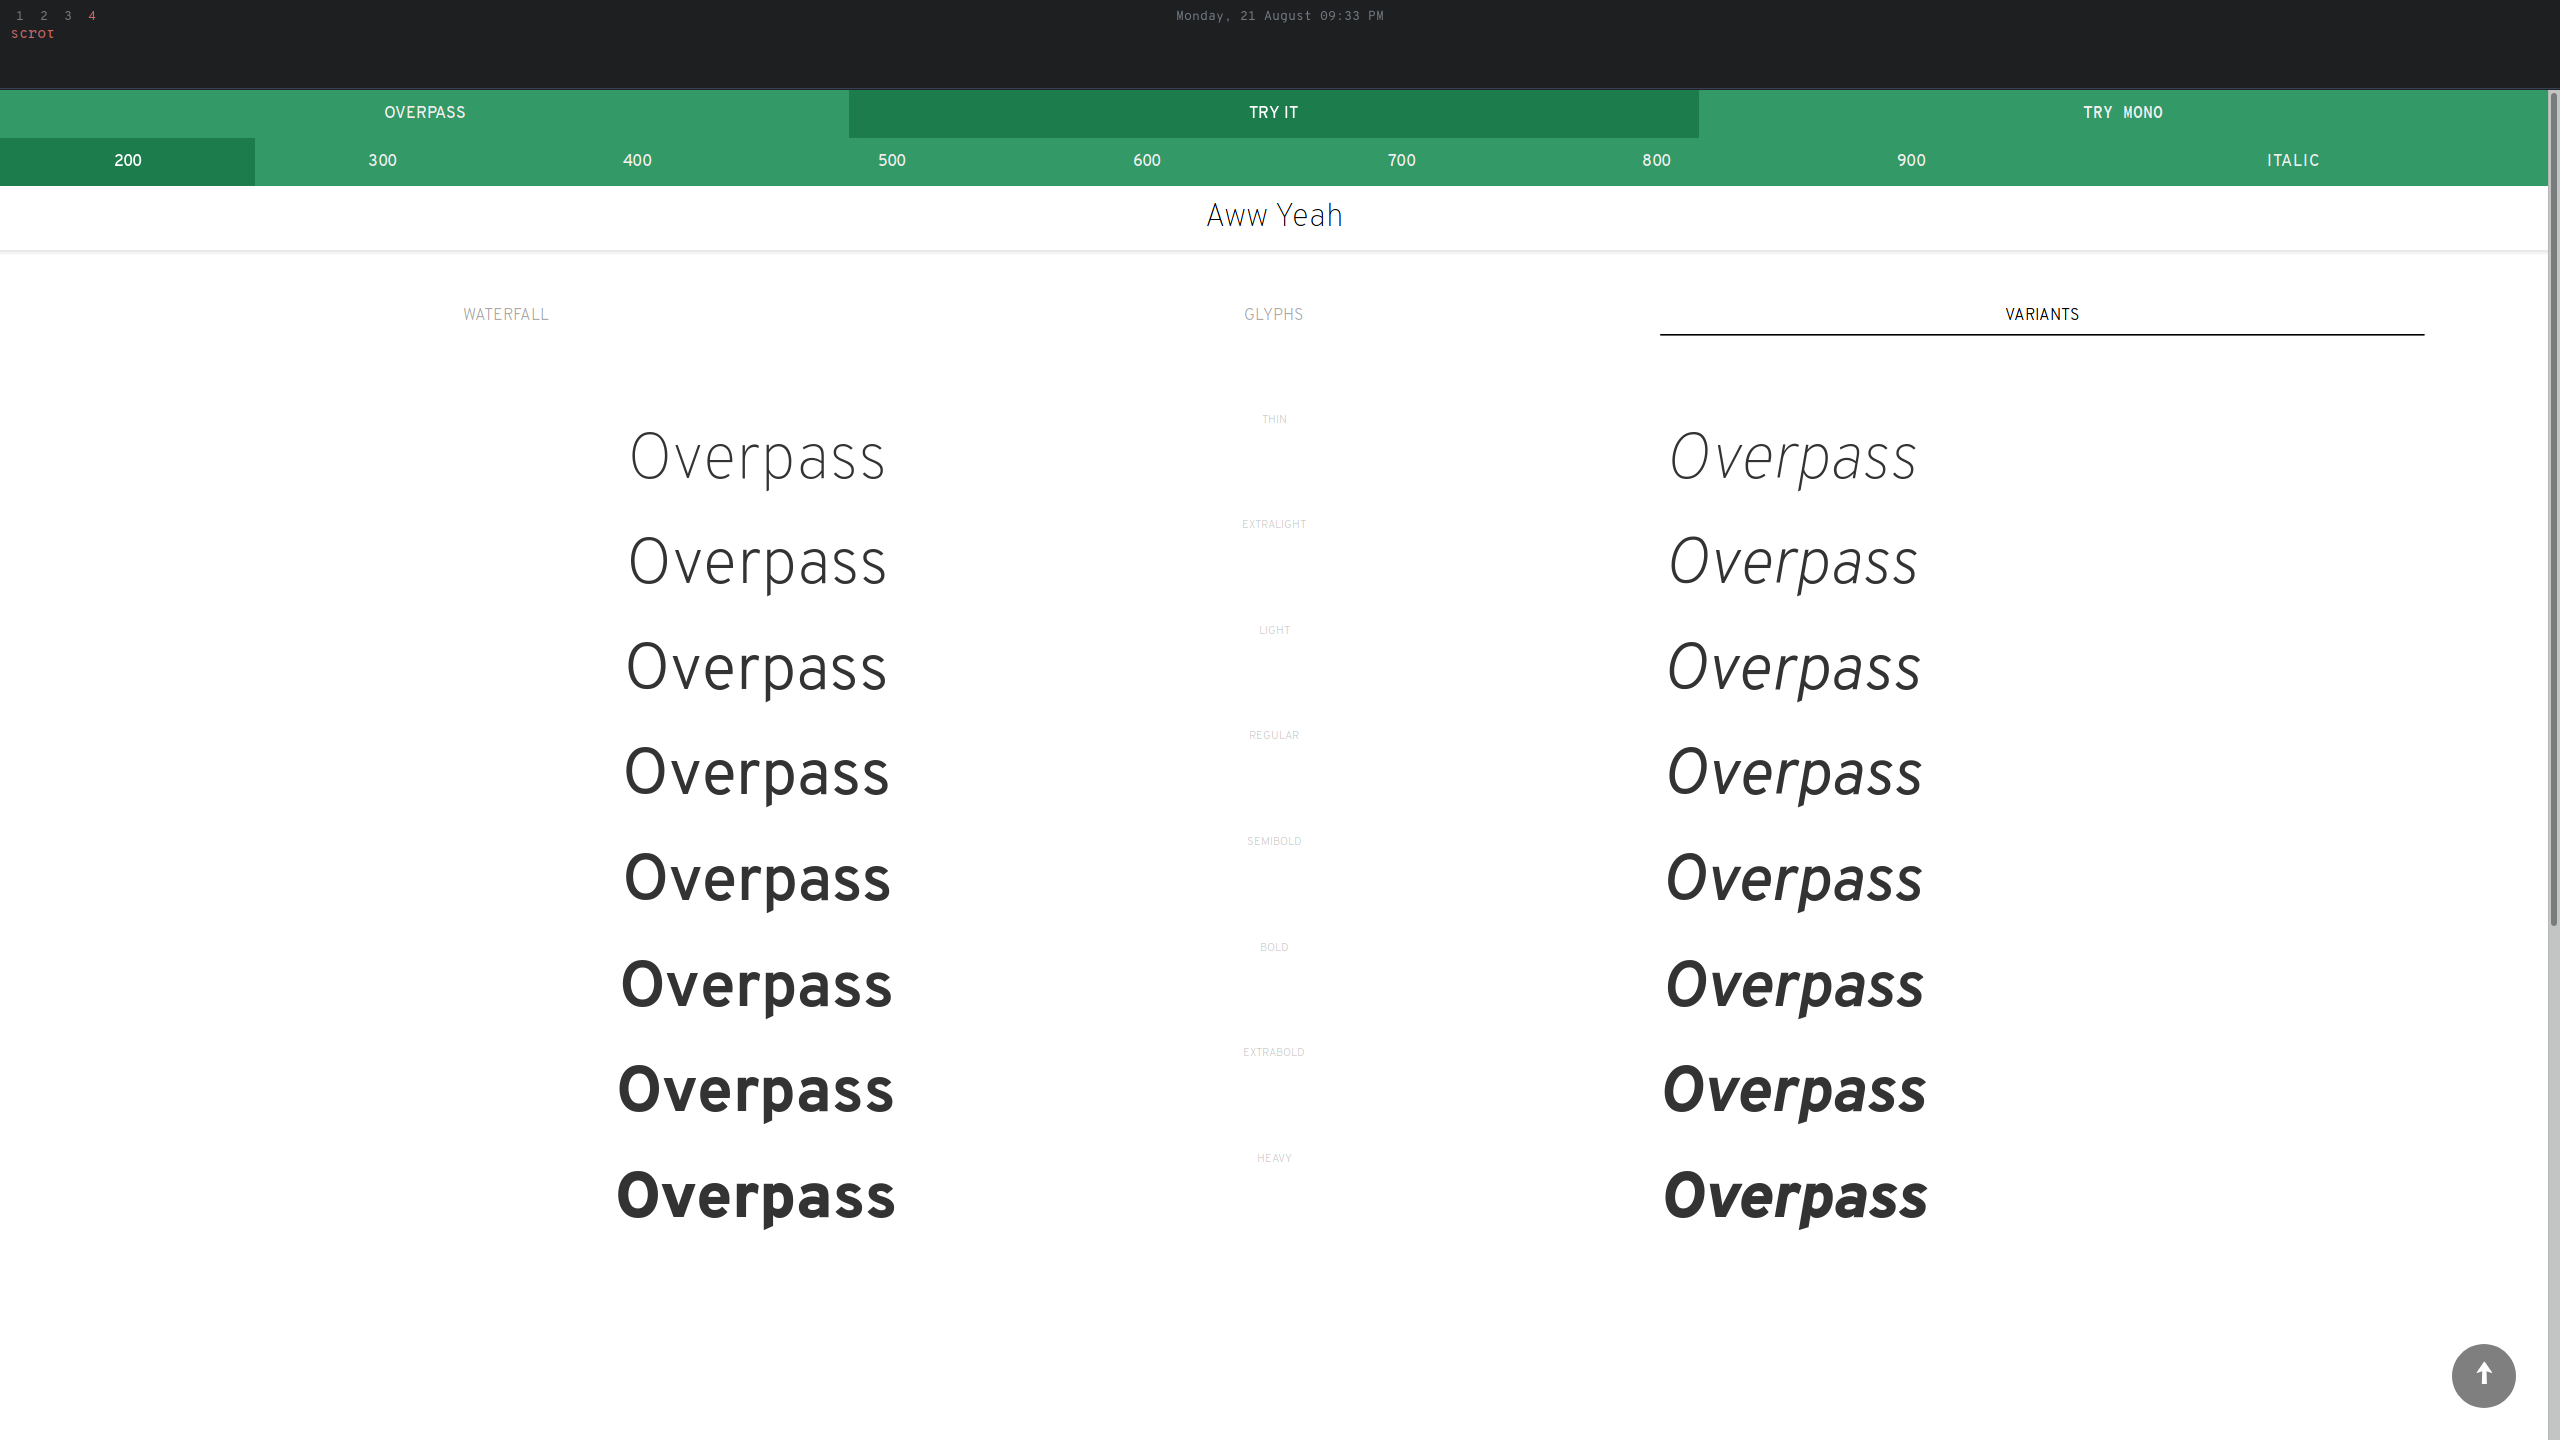 1 2 3 4
Monday, 21 August 09:33 PM
scrot
OVERPASS TRY IT TRY MONO
200 300 400 500 600 700 800 900 ITALIC
Aww Yeah
WATERFALL GLYPHS VARIANTS
THIN
Overpass Overpass
EXTRALIGHT
Overpass Overpass
LIGHT
Overpass Overpass
REGULAR
Overpass Overpass
SEMIBOLD
Overpass Overpass
BOLD
Overpass Overpass
EXTRABOLD
Overpass Overpass
HEAVY
Overpass Overpass